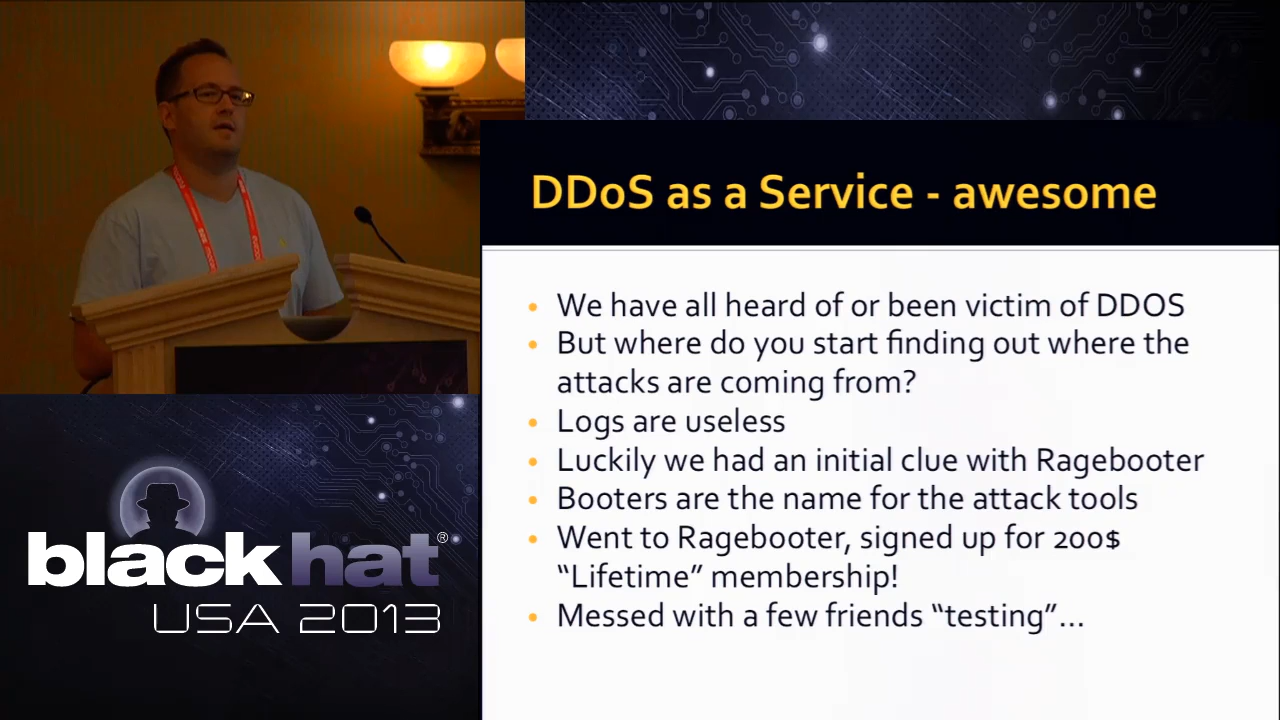 DDoS as a Service - awesome
• We have all heard of or been victim of DDOS
• But where do you start finding out where the
attacks are coming from?
• Logs are useless
• Luckily we had an initial clue with Ragebooter
• Booters are the name for the attack tools
• Went to Ragebooter, signed up for 200$
“Lifetime” membership!
• Messed with a few friends “testing”…
blackhat®
USA 2013